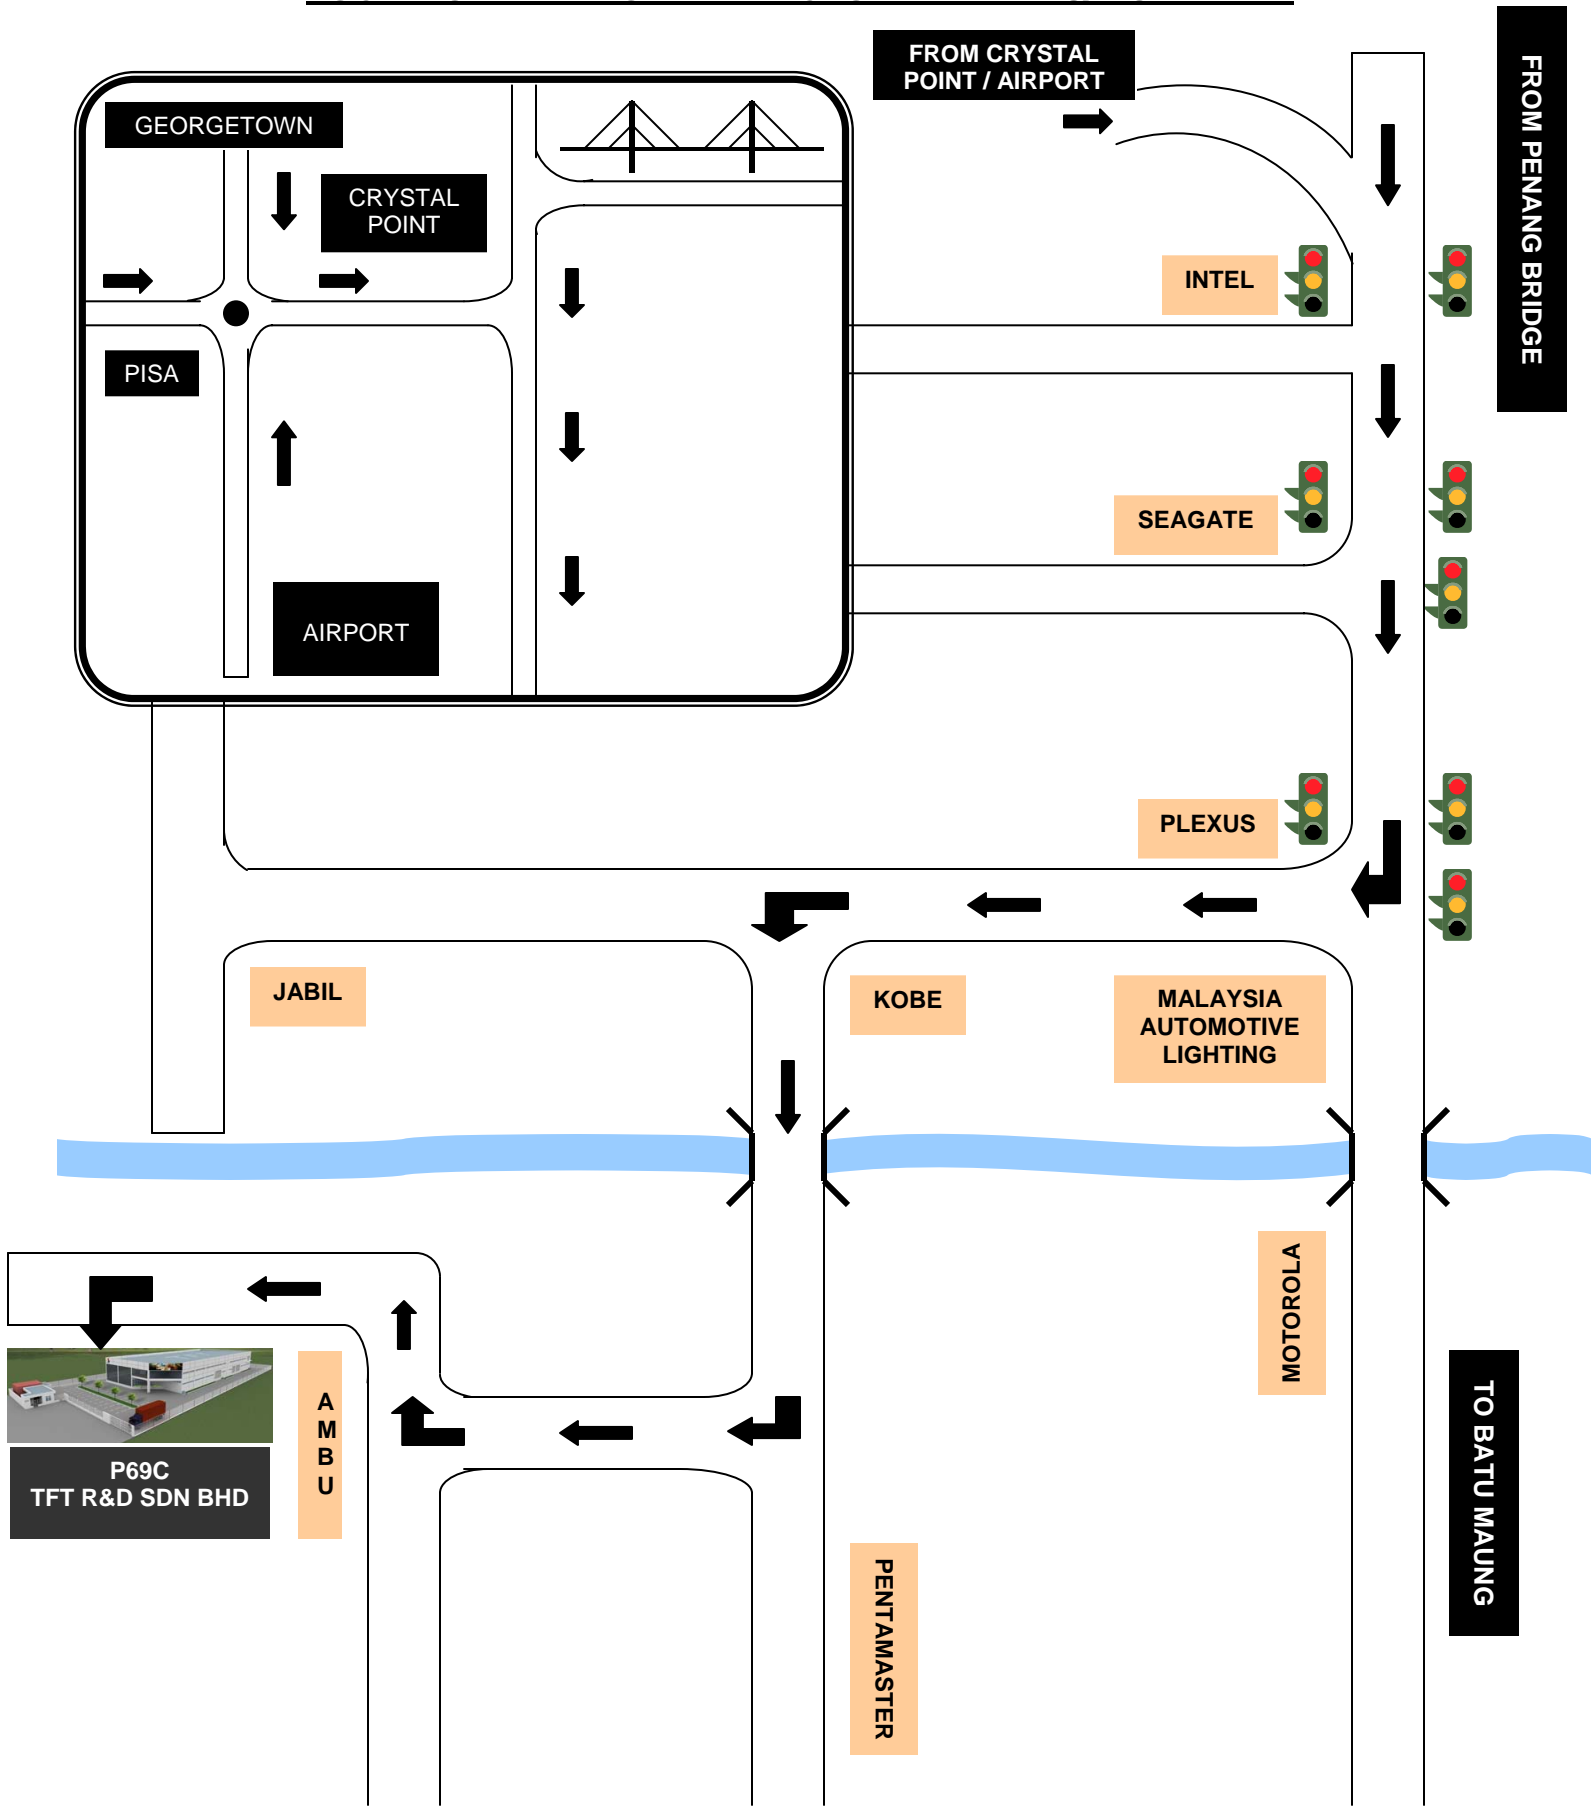 FROM CRYSTAL
POINT / AIRPORT
FROM PENANG BRIDGE
GEORGETOWN
CRYSTAL
POINT
PISA
AIRPORT
INTEL
SEAGATE
PLEXUS
JABIL
KOBE
MALAYSIA
AUTOMOTIVE
LIGHTING
MOTOROLA
TO BATU MAUNG
AMBU
P69C
TFT R&D SDN BHD
PENTAMASTER